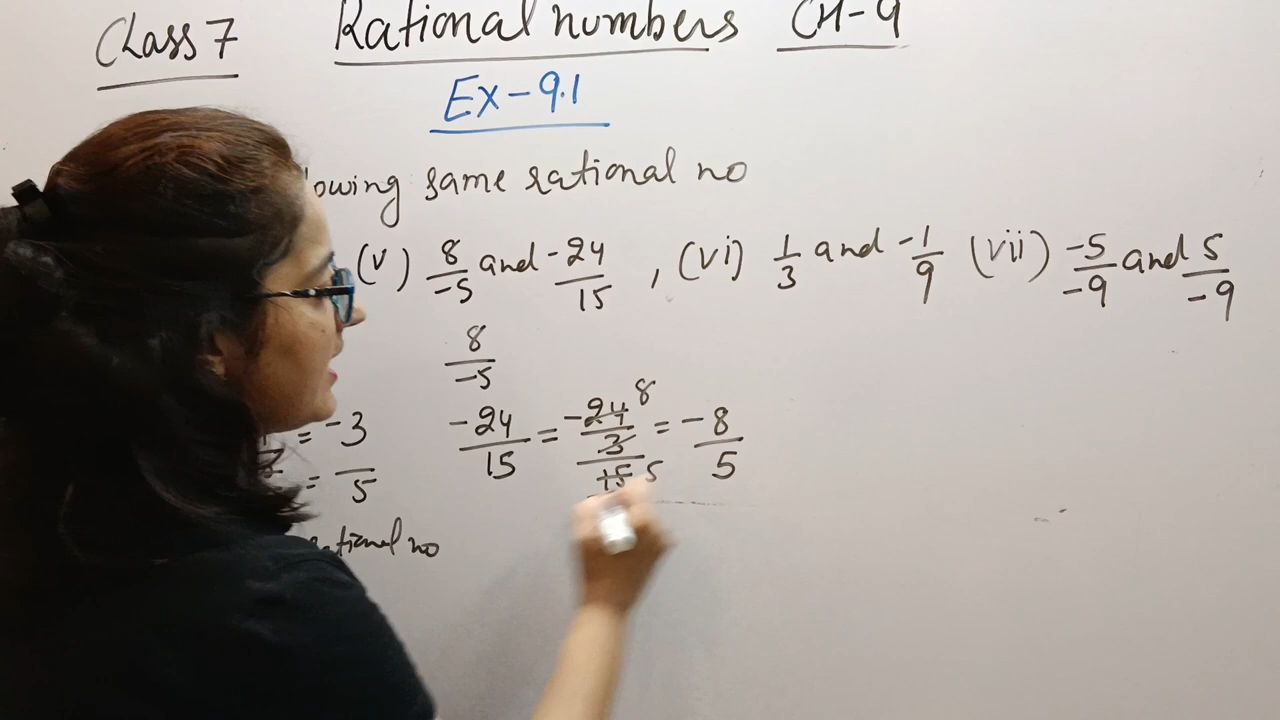 Class 7 Rational numbers CH-9
Ex-9.1
lowing same rational no
(v) 8/-5 and -24/15 , (vi) 1/3 and -1/9 (vii) -5/-9 and 5/-9
8/-5
= -3/5
-24/15 = -24/3 8 / 15 5 = -8/5
rational no